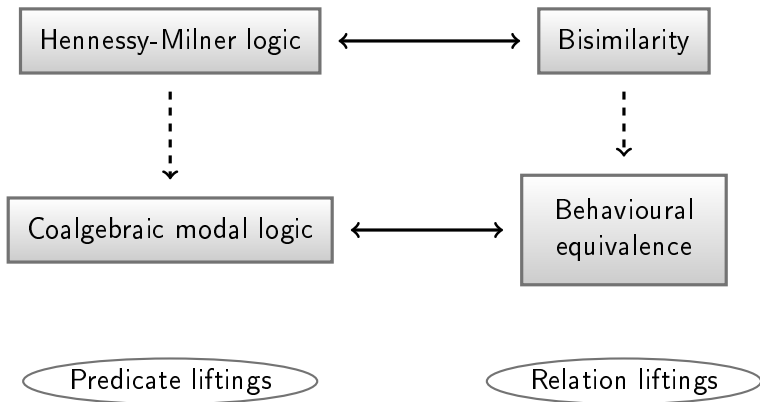 Hennessy-Milner logic
Bisimilarity
Coalgebraic modal logic
Behavioural
equivalence
Predicate liftings
Relation liftings